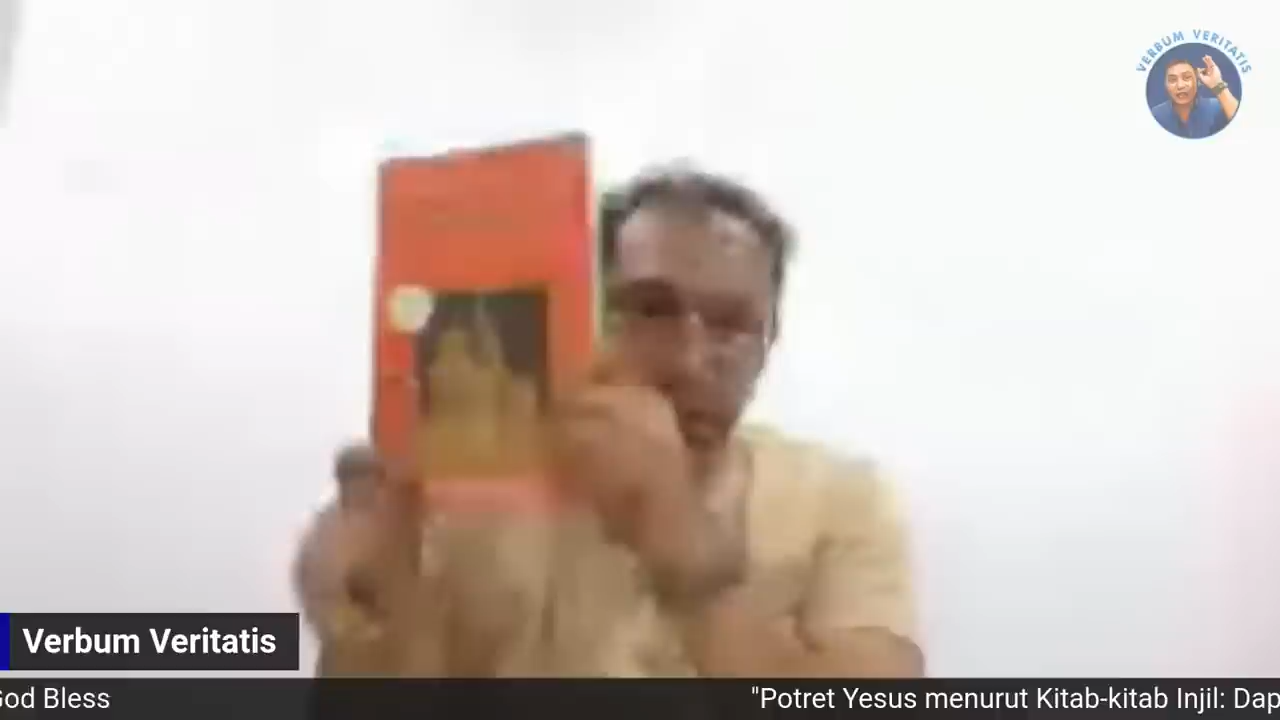 VERBUM VERITATIS
Verbum Veritatis
God Bless
"Potret Yesus menurut Kitab-kitab Injil: Dap